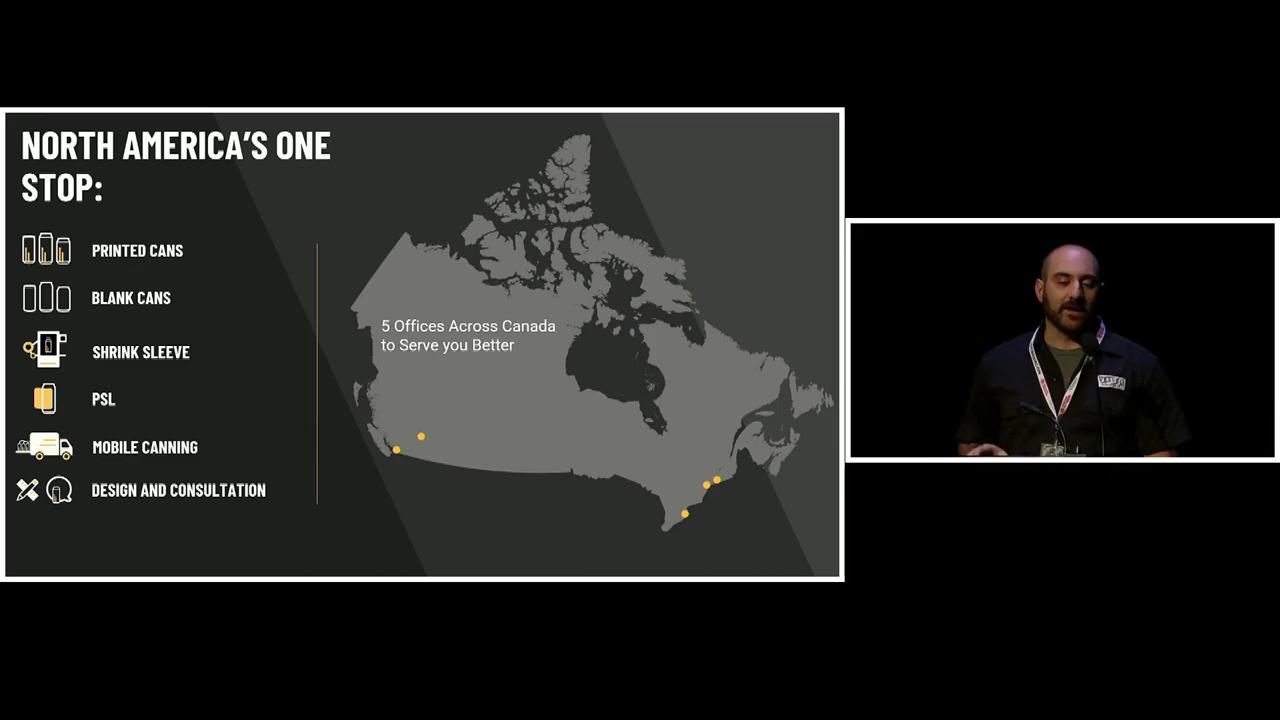 NORTH AMERICA'S ONE
STOP:
PRINTED CANS
BLANK CANS
SHRINK SLEEVE
PSL
MOBILE CANNING
DESIGN AND CONSULTATION
5 Offices Across Canada
to Serve you Better